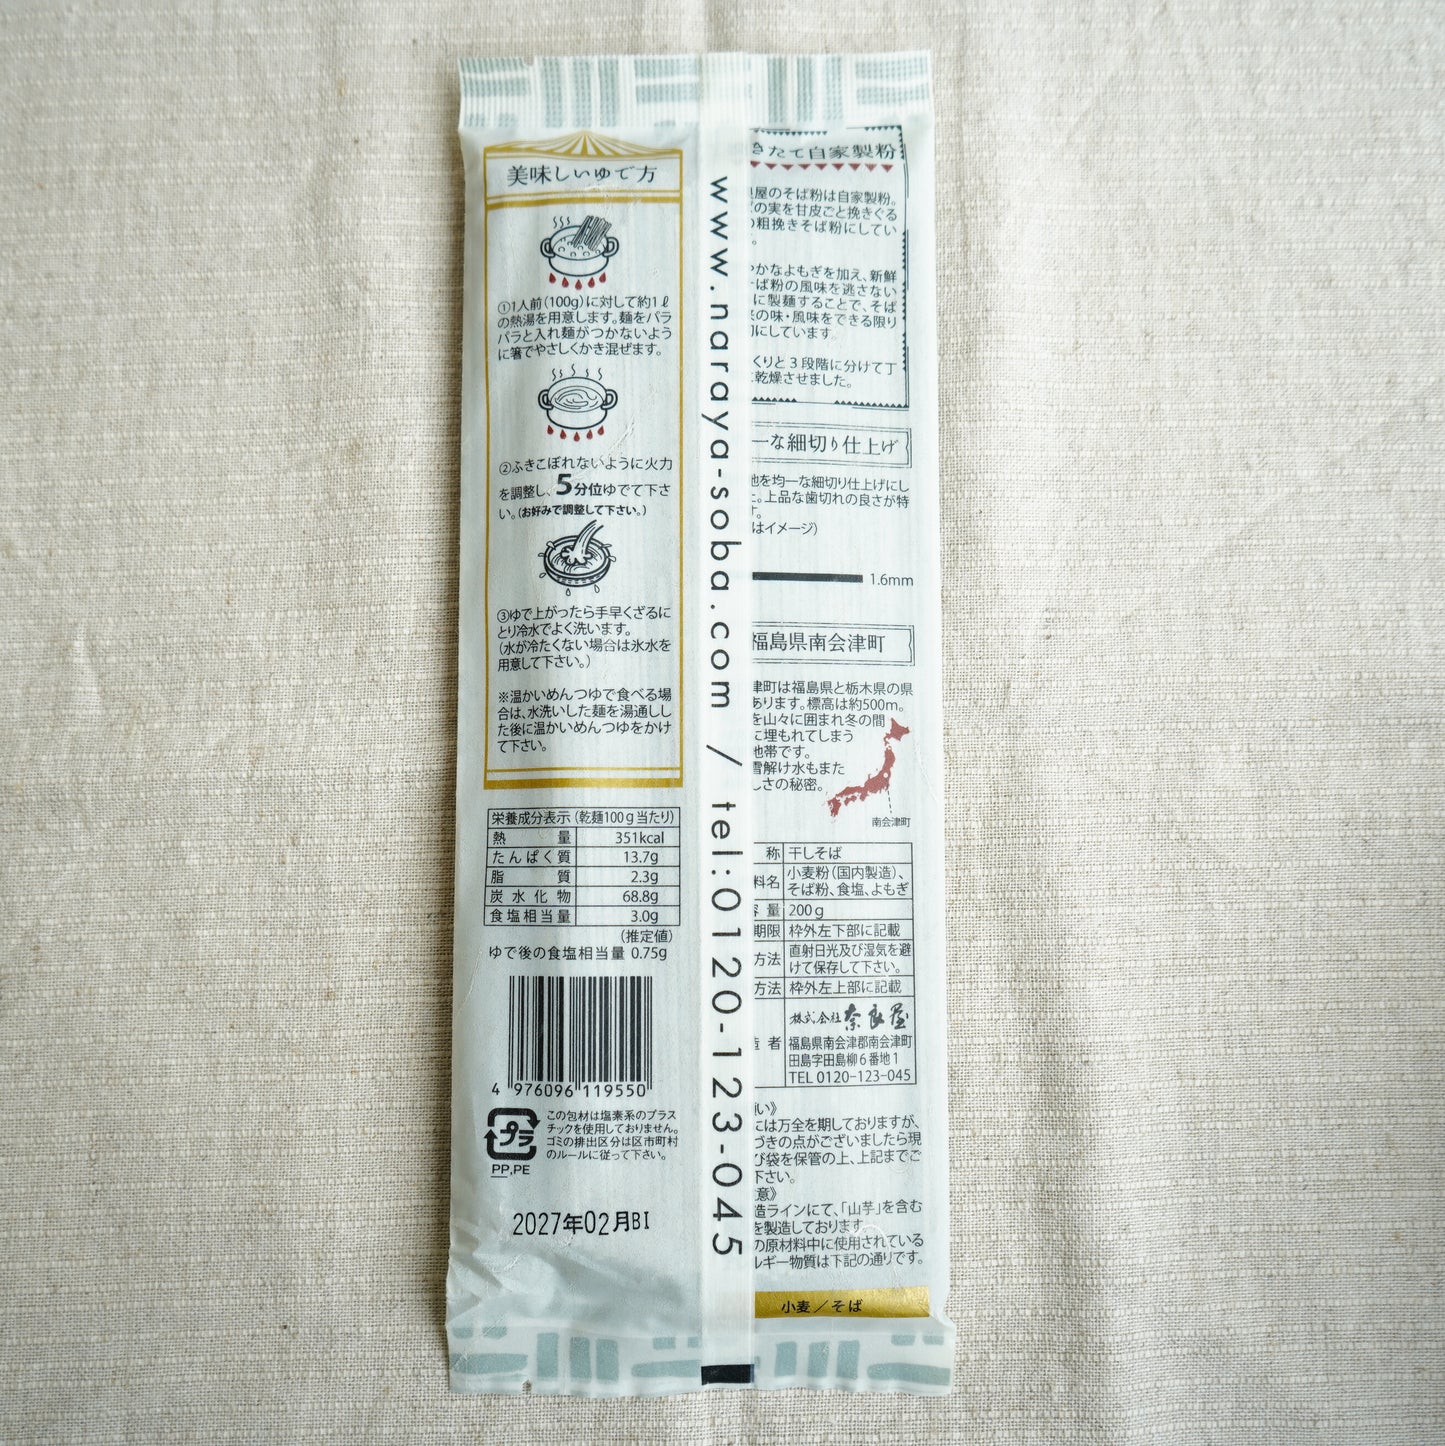 美味しいゆで方
①1人前(100g)に対して約1ℓ
の熱湯を用意します。麺をパラ
パラと入れ麺がつかないよう
に箸でやさしくかき混ぜます。
②ふきこぼれないように火力
を調整し、5分位ゆでて下さ
い。(お好みで調整して下さい。)
③ゆで上がったら手早くざるに
とり冷水でよく洗います。
(水が冷たくない場合は氷水を
用意して下さい。)
※温かいめんつゆで食べる場
合は、水洗いした麺を湯通しし
た後に温かいめんつゆをかけ
て下さい。
栄養成分表示(乾麺100g当たり)
熱量 351kcal
たんぱく質 13.7g
脂質 2.3g
炭水化物 68.8g
食塩相当量 3.0g
(推定値)
ゆで後の食塩相当量 0.75g
4 976096 119550
プラ
PP,PE
この包材は塩素系のプラス
チックを使用しておりません。
ゴミの排出区分は区市町村
のルールに従って下さい。
2027年02月BI
www.naraya-soba.com / tel:0120-123-045
きたて自家製粉
屋のそば粉は自家製粉。
の実を甘皮ごと挽きぐる
粗挽きそば粉にしてい
。
やかなよもぎを加え、新鮮
そば粉の風味を逃さない
に製麺することで、そば
の味・風味をできる限り
にしています。
くりと3段階に分けて丁
乾燥させました。
一な細切り仕上げ
地を均一な細切り仕上げにし
。上品な歯切れの良さが特
す。
はイメージ)
1.6mm
福島県南会津町
津町は福島県と栃木県の県
あります。標高は約500m。
を山々に囲まれ冬の間
に埋もれてしまう
地帯です。
雪解け水もまた
しさの秘密。
南会津町
称 干しそば
料名 小麦粉(国内製造)、
そば粉、食塩、よもぎ
容量 200g
期限 枠外左下部に記載
方法 直射日光及び湿気を避
けて保存して下さい。
方法 枠外左上部に記載
株式会社 奈良屋
造者 福島県南会津郡南会津町
田島字田島柳6番地1
TEL 0120-123-045
い》
には万全を期しておりますが、
づきの点がございましたら現
び袋を保管の上、上記までご
下さい。
意》
造ラインにて、「山芋」を含む
を製造しております。
の原材料中に使用されている
ルギー物質は下記の通りです。
小麦／そば